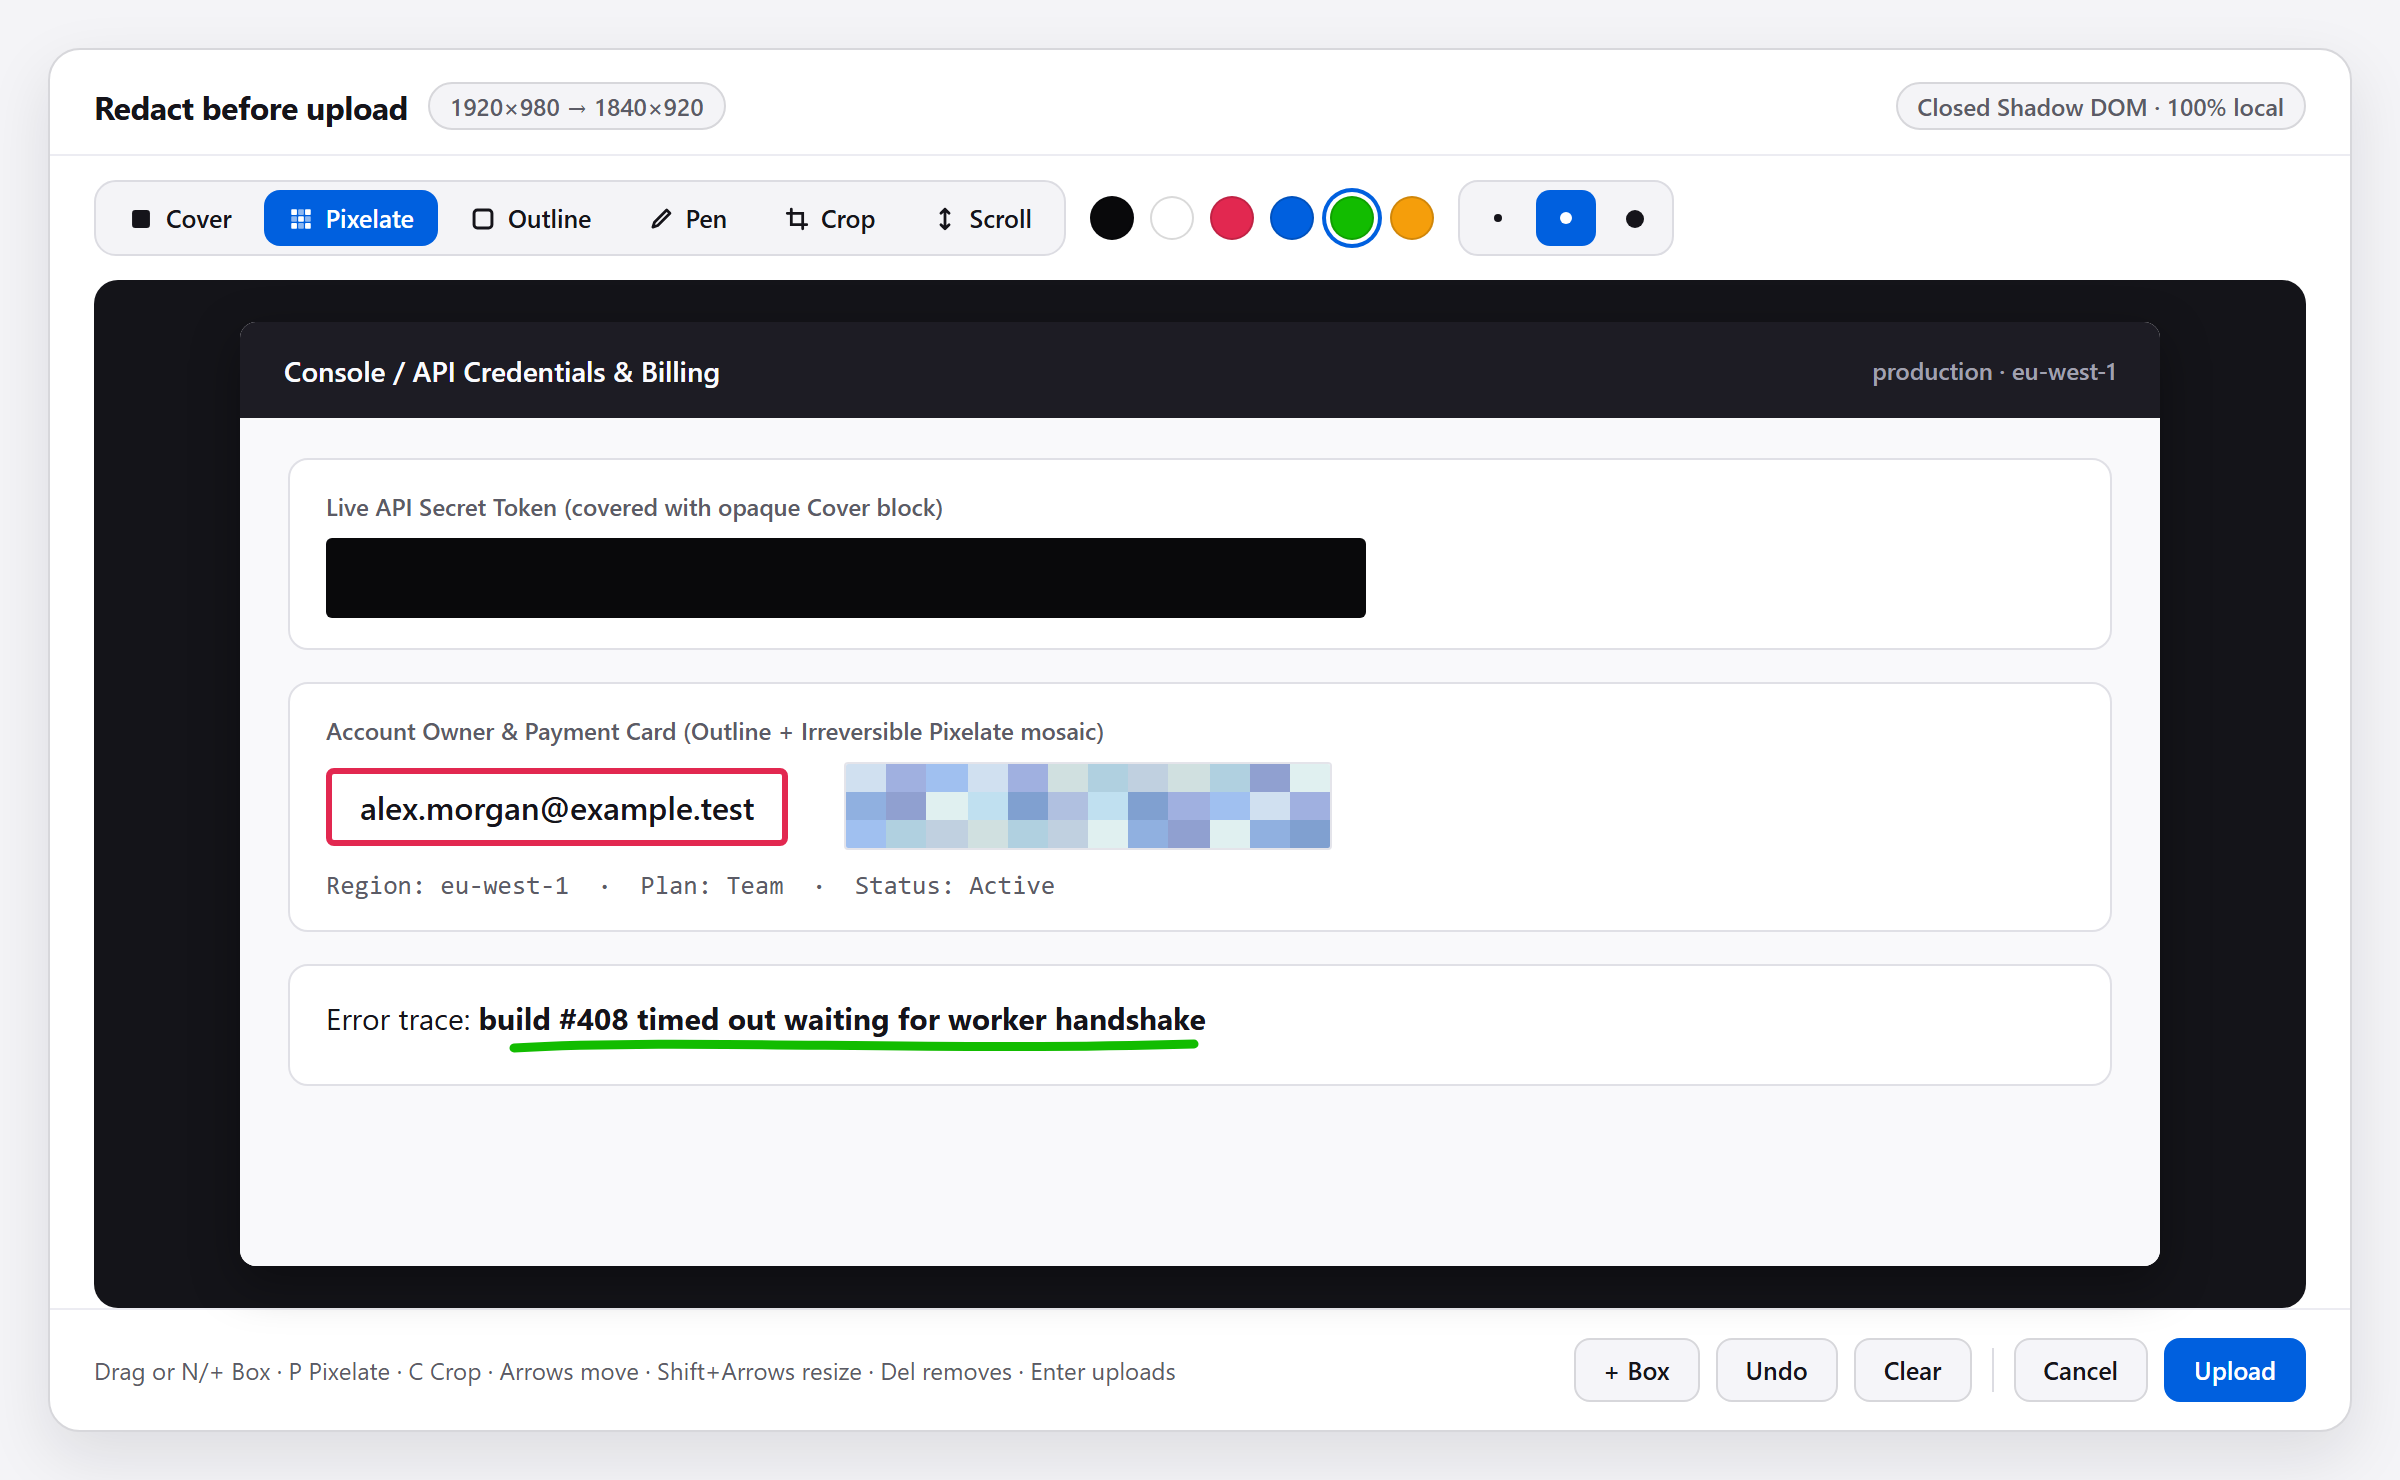 Redact before upload
1920×980 → 1840×920
Closed Shadow DOM · 100% local
Cover
Pixelate
Outline
Pen
Crop
Scroll
Console / API Credentials & Billing
production · eu-west-1
Live API Secret Token (covered with opaque Cover block)
Account Owner & Payment Card (Outline + Irreversible Pixelate mosaic)
alex.morgan@example.test
Region: eu-west-1 · Plan: Team · Status: Active
Error trace: build #408 timed out waiting for worker handshake
Drag or N/+ Box · P Pixelate · C Crop · Arrows move · Shift+Arrows resize · Del removes · Enter uploads
+ Box
Undo
Clear
Cancel
Upload